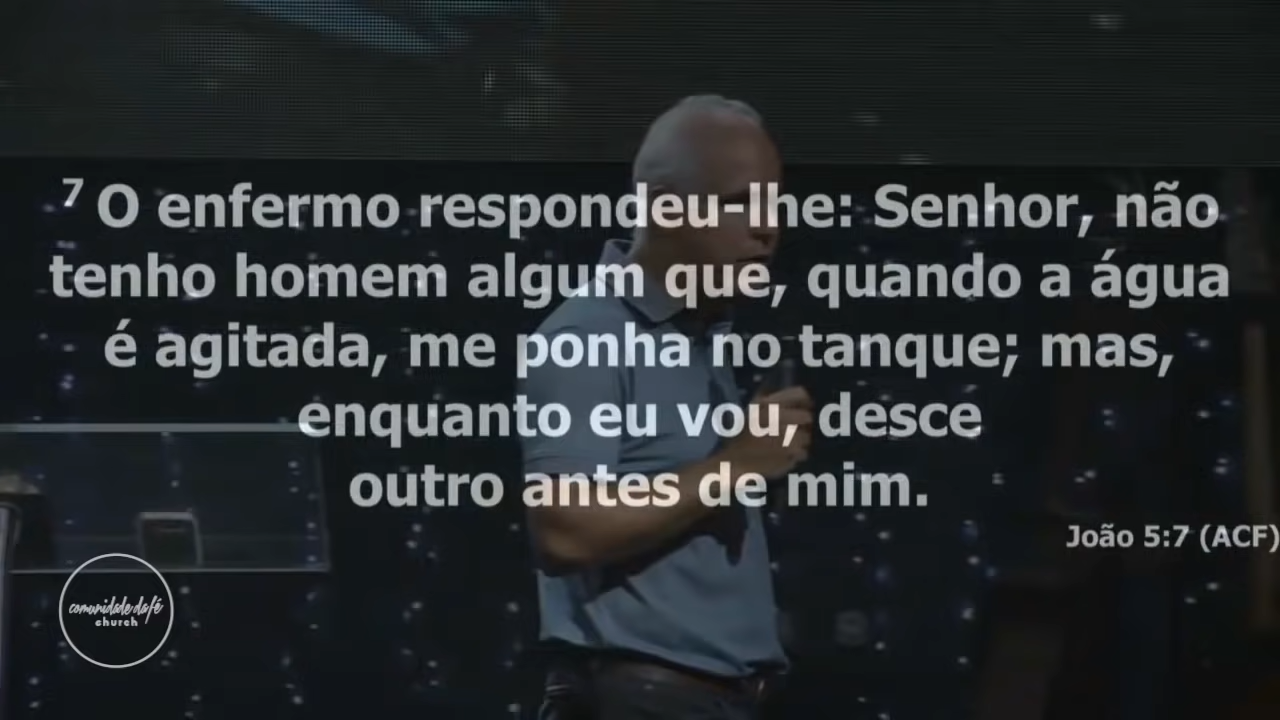 7 O enfermo respondeu-lhe: Senhor, não
tenho homem algum que, quando a água
é agitada, me ponha no tanque; mas,
enquanto eu vou, desce
outro antes de mim.
João 5:7 (ACF)
comunidade da fé
church